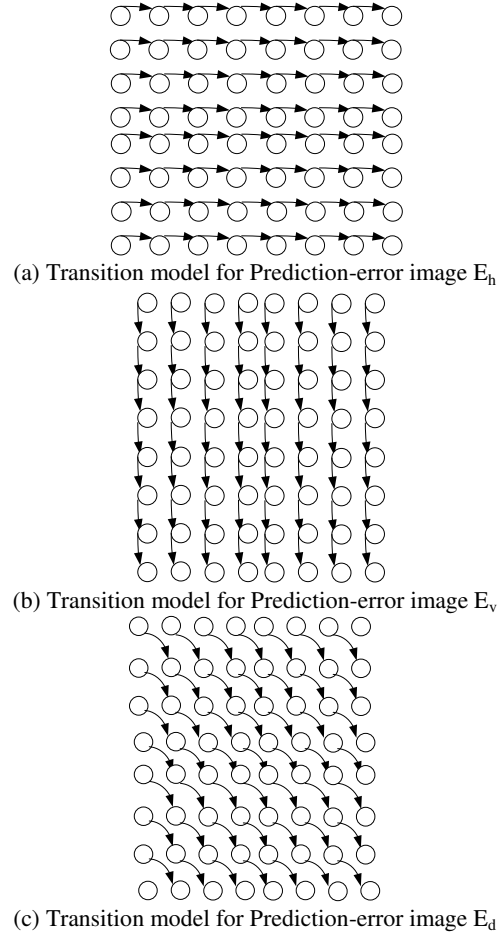 (a) Transition model for Prediction-error image Eh
(b) Transition model for Prediction-error image Ev
(c) Transition model for Prediction-error image Ed